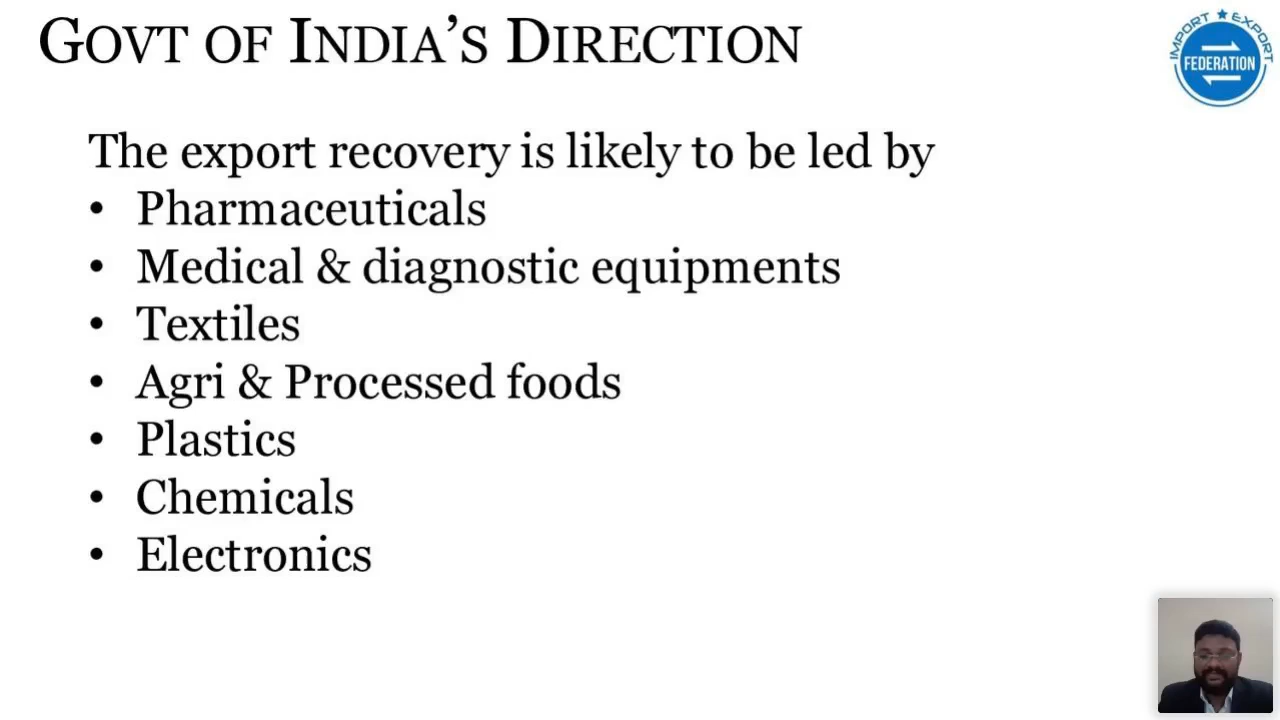 GOVT OF INDIA'S DIRECTION
IMPORT ★ EXPORT
FEDERATION
The export recovery is likely to be led by
• Pharmaceuticals
• Medical & diagnostic equipments
• Textiles
• Agri & Processed foods
• Plastics
• Chemicals
• Electronics